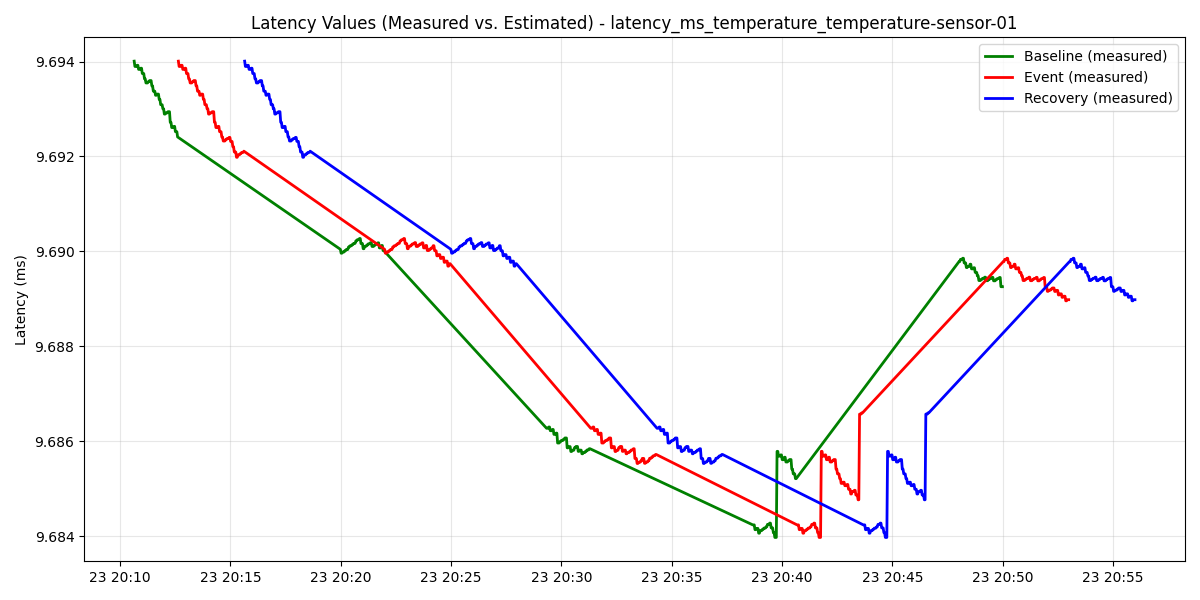 Latency Values (Measured vs. Estimated) - latency_ms_temperature_temperature-sensor-01
Baseline (measured)
Event (measured)
Recovery (measured)
Latency (ms)
9.694
9.692
9.690
9.688
9.686
9.684
23 20:10 23 20:15 23 20:20 23 20:25 23 20:30 23 20:35 23 20:40 23 20:45 23 20:50 23 20:55